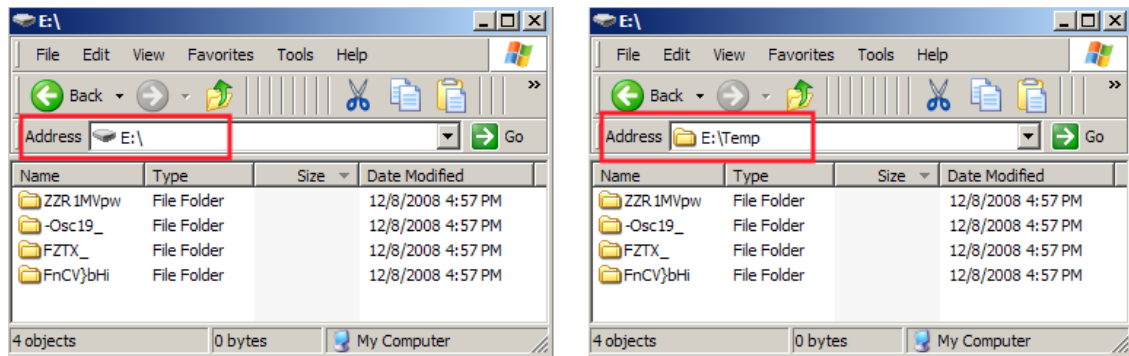 E:\
File Edit View Favorites Tools Help
Back
»
Address E:\ Go
Name Type Size Date Modified
ZZR1MVpw File Folder 12/8/2008 4:57 PM
-Osc19_ File Folder 12/8/2008 4:57 PM
FZTX_ File Folder 12/8/2008 4:57 PM
FnCV}bHi File Folder 12/8/2008 4:57 PM
4 objects 0 bytes My Computer
E:\
File Edit View Favorites Tools Help
Back
»
Address E:\Temp Go
Name Type Size Date Modified
ZZR1MVpw File Folder 12/8/2008 4:57 PM
-Osc19_ File Folder 12/8/2008 4:57 PM
FZTX_ File Folder 12/8/2008 4:57 PM
FnCV}bHi File Folder 12/8/2008 4:57 PM
4 objects 0 bytes My Computer